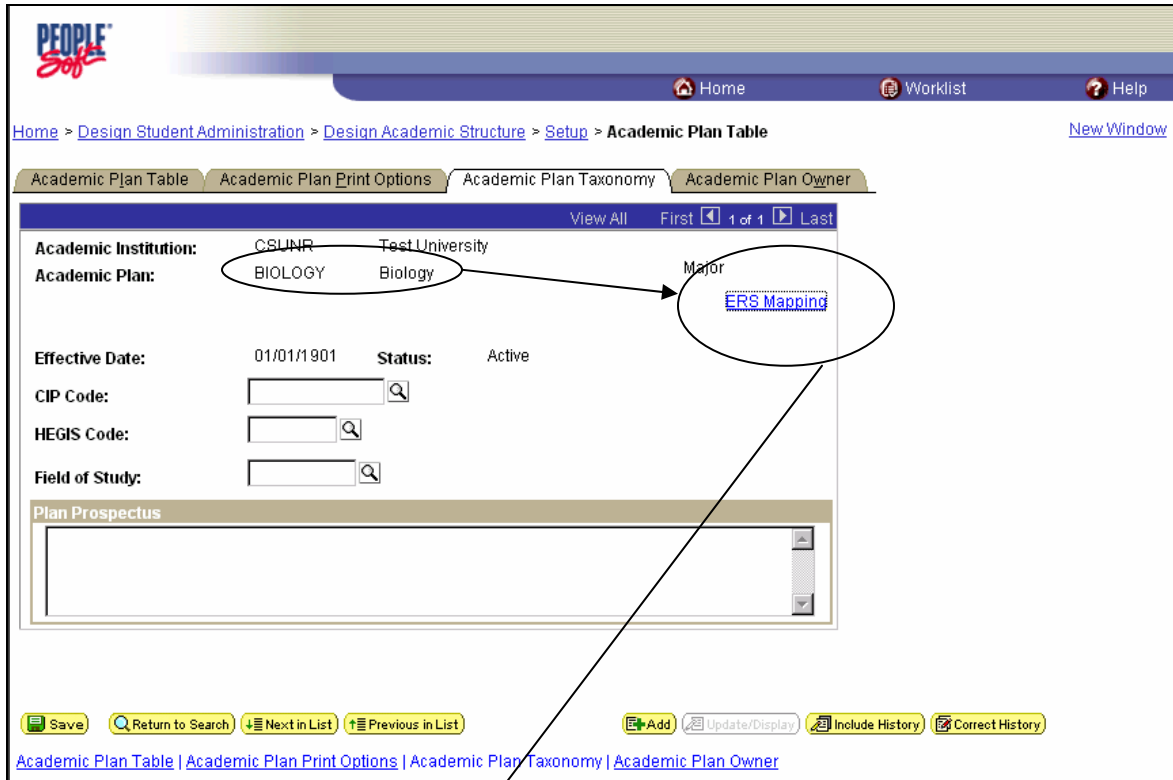 PEOPLE
Soft
Home Worklist Help
Home > Design Student Administration > Design Academic Structure > Setup > Academic Plan Table New Window
Academic Plan Table Academic Plan Print Options Academic Plan Taxonomy Academic Plan Owner
View All First 1 of 1 Last
Academic Institution: CSUNR Test University
Academic Plan: BIOLOGY Biology Major
ERS Mapping
Effective Date: 01/01/1901 Status: Active
CIP Code:
HEGIS Code:
Field of Study:
Plan Prospectus
Save Return to Search Next in List Previous in List Add Update/Display Include History Correct History
Academic Plan Table | Academic Plan Print Options | Academic Plan Taxonomy | Academic Plan Owner